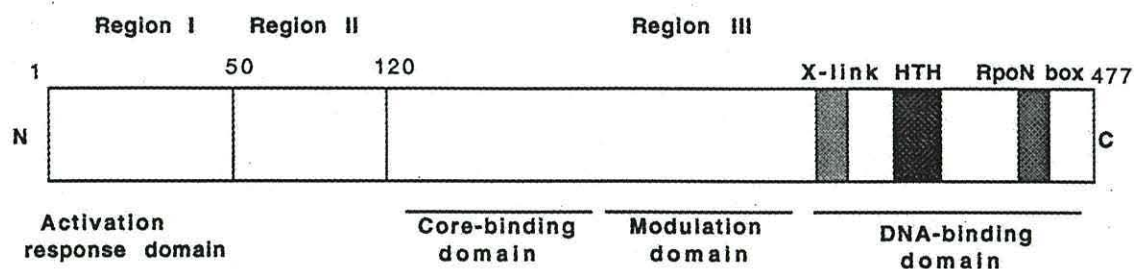 Region I Region II Region III
1 50 120 X-link HTH RpoN box 477
N C
Activation response domain
Core-binding domain
Modulation domain
DNA-binding domain